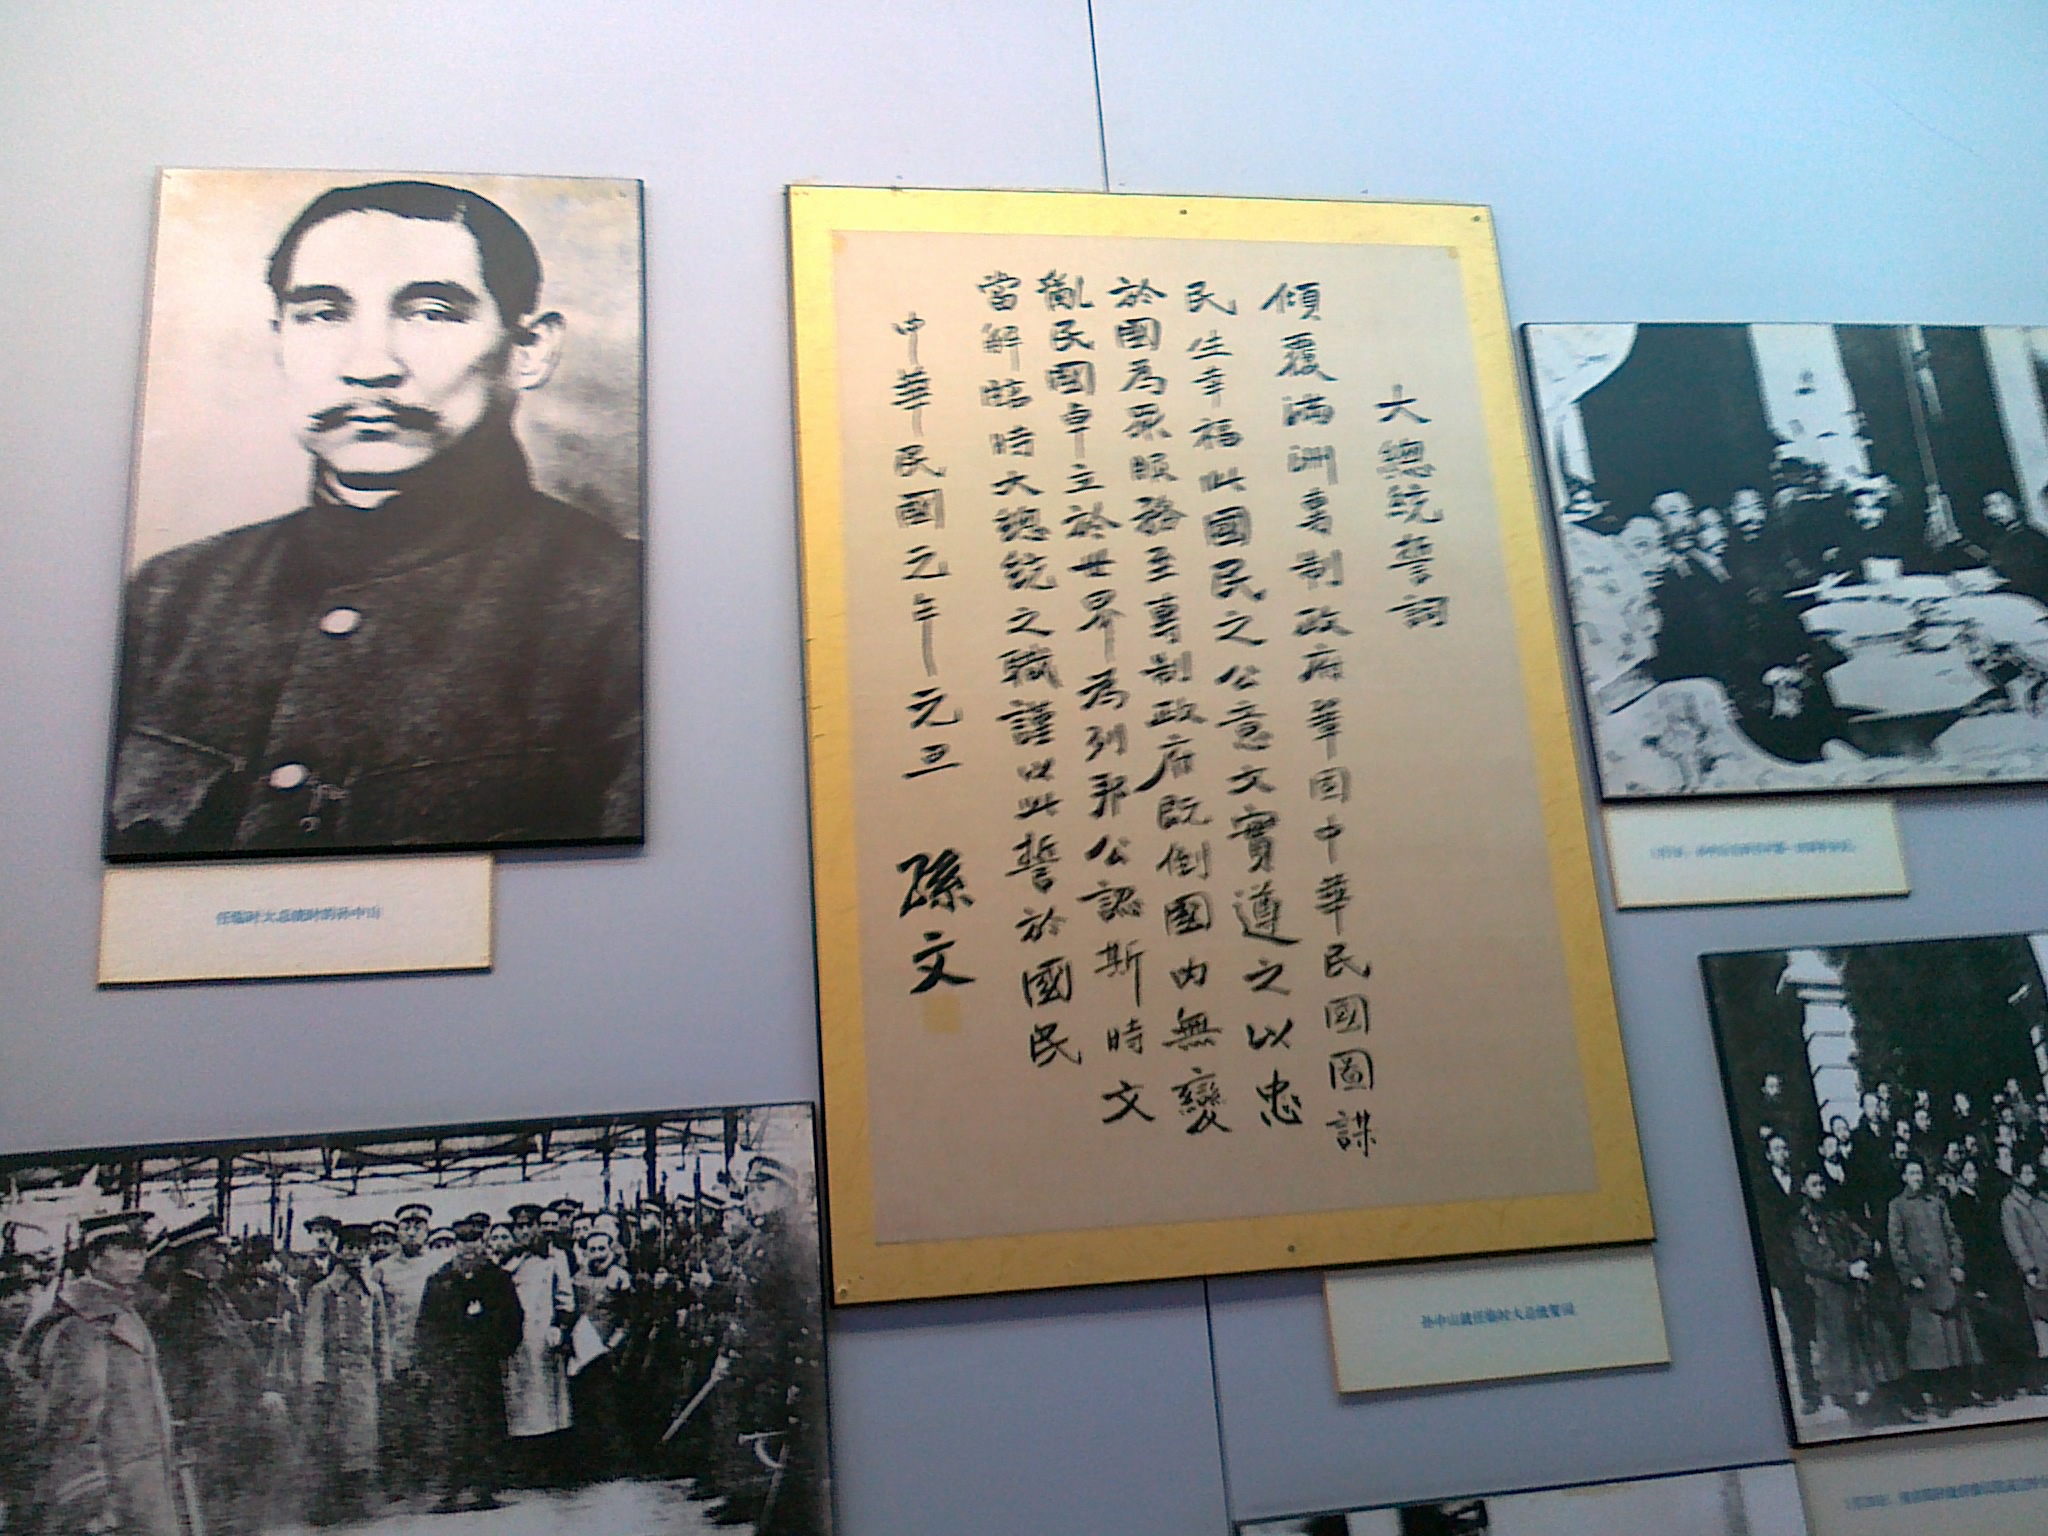 大總統誓詞
傾覆滿洲專制政府鞏固中華民國圖謀
民生幸福此國民之公意文實遵之以忠
於國為眾服務至專制政府既倒國內無變
亂民國卓立於世界為列邦公認斯時文
當解臨時大總統之職謹以此誓於國民
中華民國元年元旦
孫文
任临时大总统时的孙中山
孙中山就任临时大总统誓词